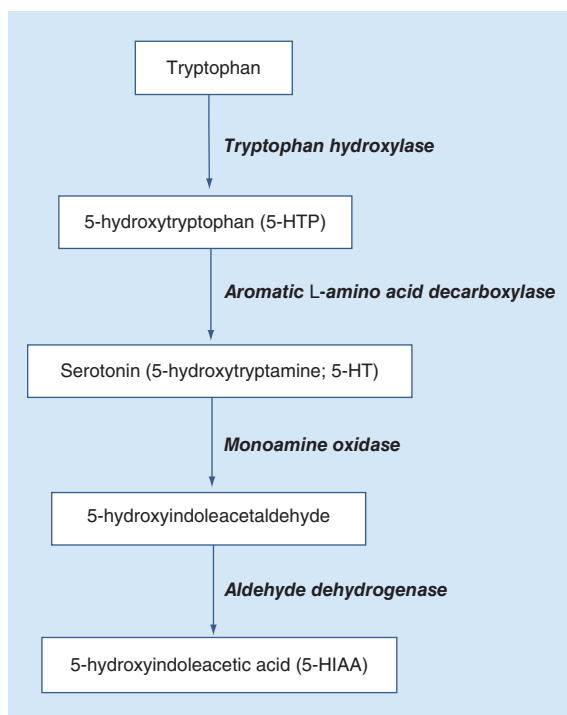 Tryptophan
Tryptophan hydroxylase
5-hydroxytryptophan (5-HTP)
Aromatic L-amino acid decarboxylase
Serotonin (5-hydroxytryptamine; 5-HT)
Monoamine oxidase
5-hydroxyindoleacetaldehyde
Aldehyde dehydrogenase
5-hydroxyindoleacetic acid (5-HIAA)